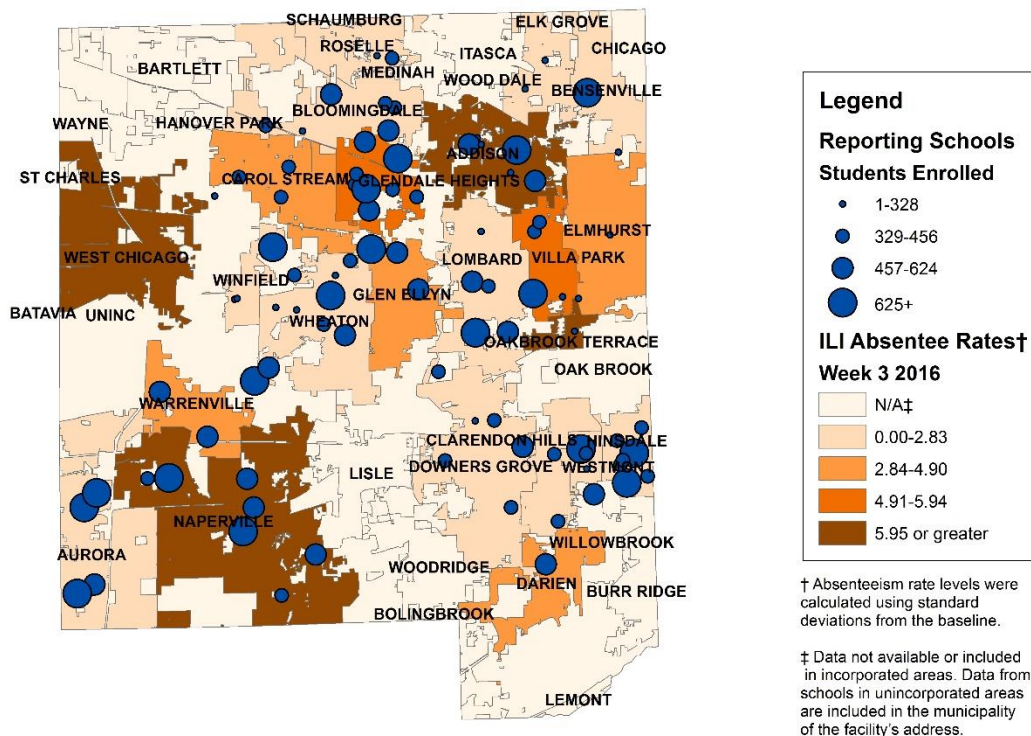 SCHAUMBURG
ELK GROVE
ROSELLE
ITASCA
CHICAGO
BARTLETT
MEDINAH
WOOD DALE
BENSENVILLE
BLOOMINGDALE
WAYNE
HANOVER PARK
ADDISON
ST CHARLES
CAROL STREAM
GLENDALE HEIGHTS
ELMHURST
WEST CHICAGO
LOMBARD
VILLA PARK
WINFIELD
GLEN ELLYN
BATAVIA
UNINC
WHEATON
OAKBROOK TERRACE
OAK BROOK
WARRENVILLE
CLARENDON HILLS
HINSDALE
LISLE
DOWNERS GROVE
WESTMONT
NAPERVILLE
AURORA
WILLOWBROOK
WOODRIDGE
DARIEN
BURR RIDGE
BOLINGBROOK
LEMONT
Legend
Reporting Schools
Students Enrolled
1-328
329-456
457-624
625+
ILI Absentee Rates†
Week 3 2016
N/A‡
0.00-2.83
2.84-4.90
4.91-5.94
5.95 or greater
† Absenteeism rate levels were
calculated using standard
deviations from the baseline.
‡ Data not available or included
in incorporated areas. Data from
schools in unincorporated areas
are included in the municipality
of the facility's address.